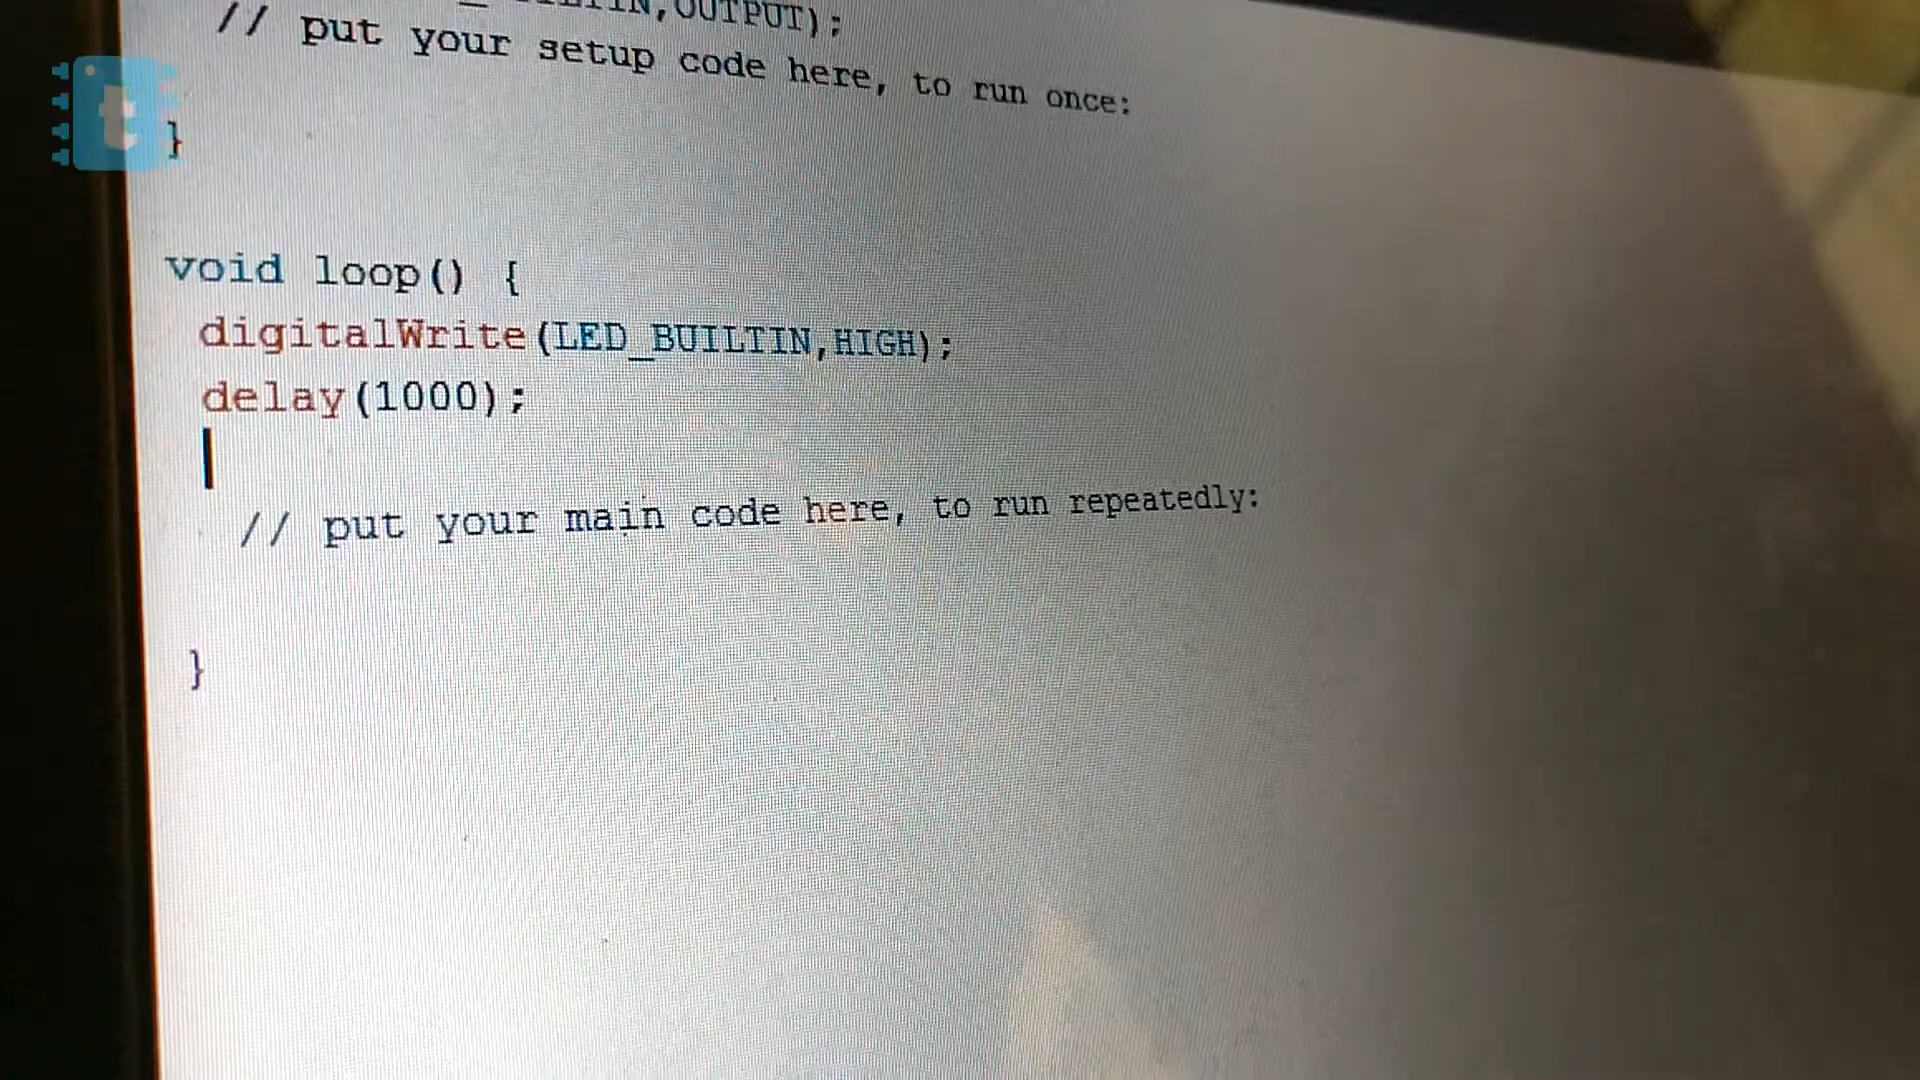 OUTPUT);
// put your setup code here, to run once:
}
void loop() {
digitalWrite(LED_BUILTIN,HIGH);
delay(1000);
// put your main code here, to run repeatedly:
}
t